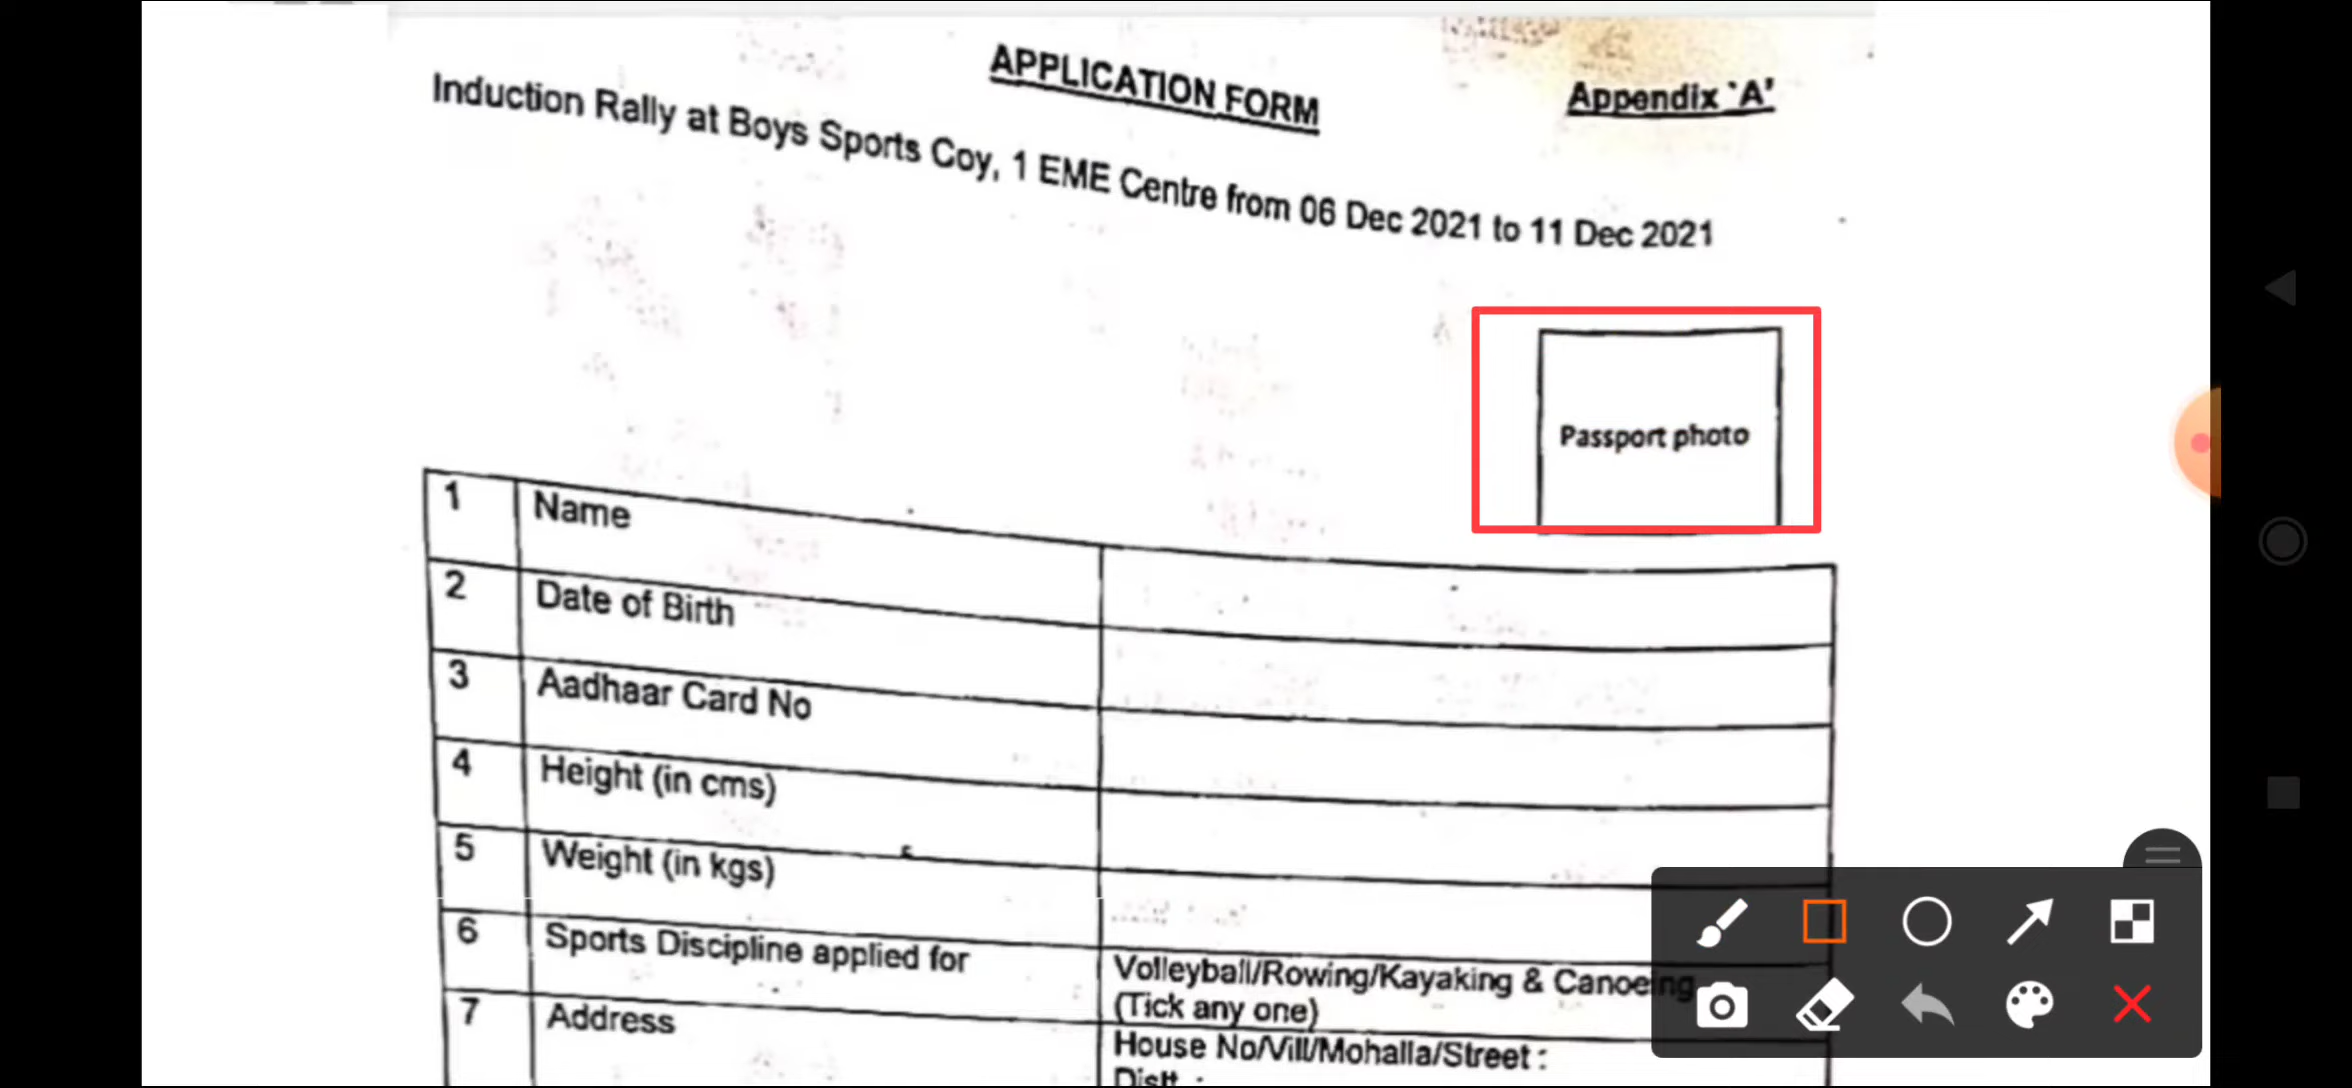 APPLICATION FORM
Appendix `A'
Induction Rally at Boys Sports Coy, 1 EME Centre from 06 Dec 2021 to 11 Dec 2021
Passport photo
1 Name
2 Date of Birth
3 Aadhaar Card No
4 Height (in cms)
5 Weight (in kgs)
6 Sports Discipline applied for
Volleyball/Rowing/Kayaking & Canoeing
(Tick any one)
7 Address
House No/Vill/Mohalla/Street :
Distt :